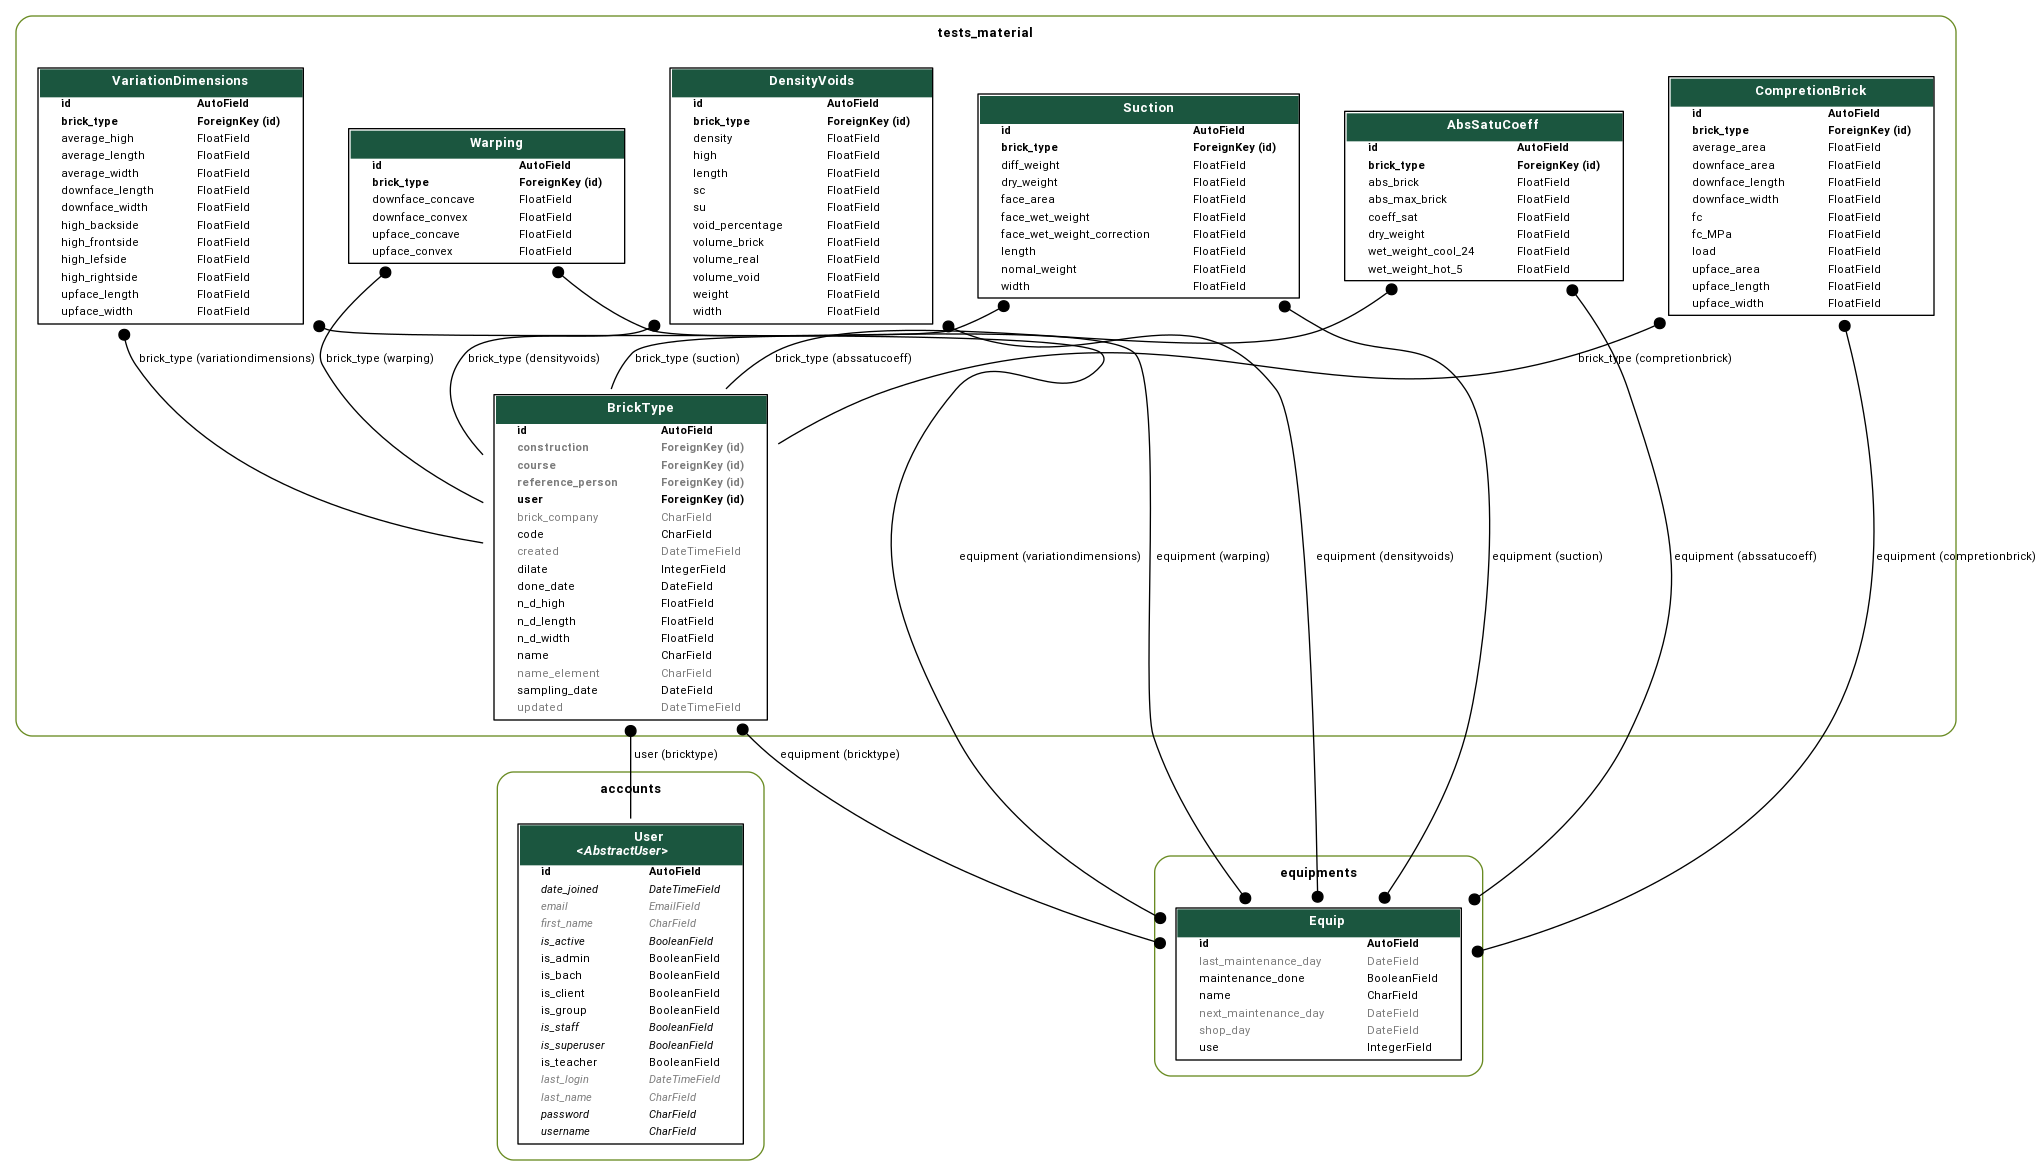 tests_material
VariationDimensions
id AutoField
brick_type ForeignKey (id)
average_high FloatField
average_length FloatField
average_width FloatField
downface_length FloatField
downface_width FloatField
high_backside FloatField
high_frontside FloatField
high_lefside FloatField
high_rightside FloatField
upface_length FloatField
upface_width FloatField
Warping
id AutoField
brick_type ForeignKey (id)
downface_concave FloatField
downface_convex FloatField
upface_concave FloatField
upface_convex FloatField
DensityVoids
id AutoField
brick_type ForeignKey (id)
density FloatField
high FloatField
length FloatField
sc FloatField
su FloatField
void_percentage FloatField
volume_brick FloatField
volume_real FloatField
volume_void FloatField
weight FloatField
width FloatField
Suction
id AutoField
brick_type ForeignKey (id)
diff_weight FloatField
dry_weight FloatField
face_area FloatField
face_wet_weight FloatField
face_wet_weight_correction FloatField
length FloatField
nomal_weight FloatField
width FloatField
AbsSatuCoeff
id AutoField
brick_type ForeignKey (id)
abs_brick FloatField
abs_max_brick FloatField
coeff_sat FloatField
dry_weight FloatField
wet_weight_cool_24 FloatField
wet_weight_hot_5 FloatField
CompretionBrick
id AutoField
brick_type ForeignKey (id)
average_area FloatField
downface_area FloatField
downface_length FloatField
downface_width FloatField
fc FloatField
fc_MPa FloatField
load FloatField
upface_area FloatField
upface_length FloatField
upface_width FloatField
brick_type (variationdimensions)
brick_type (warping)
brick_type (densityvoids)
brick_type (suction)
brick_type (abssatucoeff)
brick_type (compretionbrick)
BrickType
id AutoField
construction ForeignKey (id)
course ForeignKey (id)
reference_person ForeignKey (id)
user ForeignKey (id)
brick_company CharField
code CharField
created DateTimeField
dilate IntegerField
done_date DateField
n_d_high FloatField
n_d_length FloatField
n_d_width FloatField
name CharField
name_element CharField
sampling_date DateField
updated DateTimeField
equipment (variationdimensions)
equipment (warping)
equipment (densityvoids)
equipment (suction)
equipment (abssatucoeff)
equipment (compretionbrick)
user (bricktype)
equipment (bricktype)
accounts
User
<AbstractUser>
id AutoField
date_joined DateTimeField
email EmailField
first_name CharField
is_active BooleanField
is_admin BooleanField
is_bach BooleanField
is_client BooleanField
is_group BooleanField
is_staff BooleanField
is_superuser BooleanField
is_teacher BooleanField
last_login DateTimeField
last_name CharField
password CharField
username CharField
equipments
Equip
id AutoField
last_maintenance_day DateField
maintenance_done BooleanField
name CharField
next_maintenance_day DateField
shop_day DateField
use IntegerField